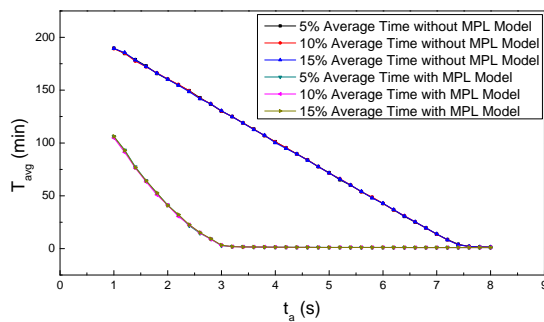 5% Average Time without MPL Model
10% Average Time without MPL Model
15% Average Time without MPL Model
5% Average Time with MPL Model
10% Average Time with MPL Model
15% Average Time with MPL Model
T_avg (min)
200
150
100
50
0
0 1 2 3 4 5 6 7 8 9
t_a (s)